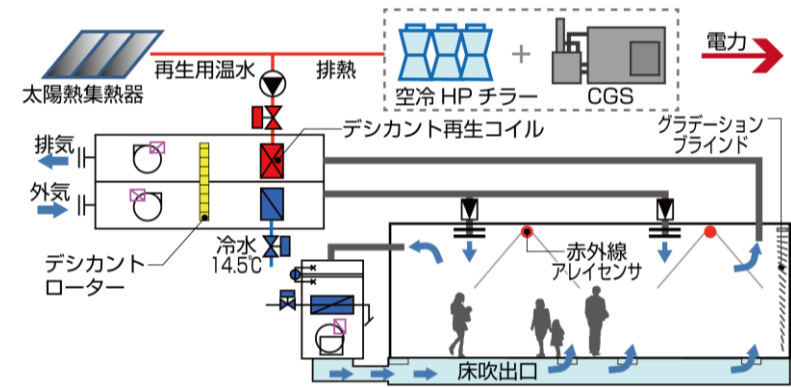 太陽熱集熱器
再生用温水
排熱
空冷HPチラー
+
CGS
電力
デシカント再生コイル
グラデーション
ブラインド
排気
外気
デシカント
ローター
冷水
14.5℃
赤外線
アレイセンサ
床吹出口